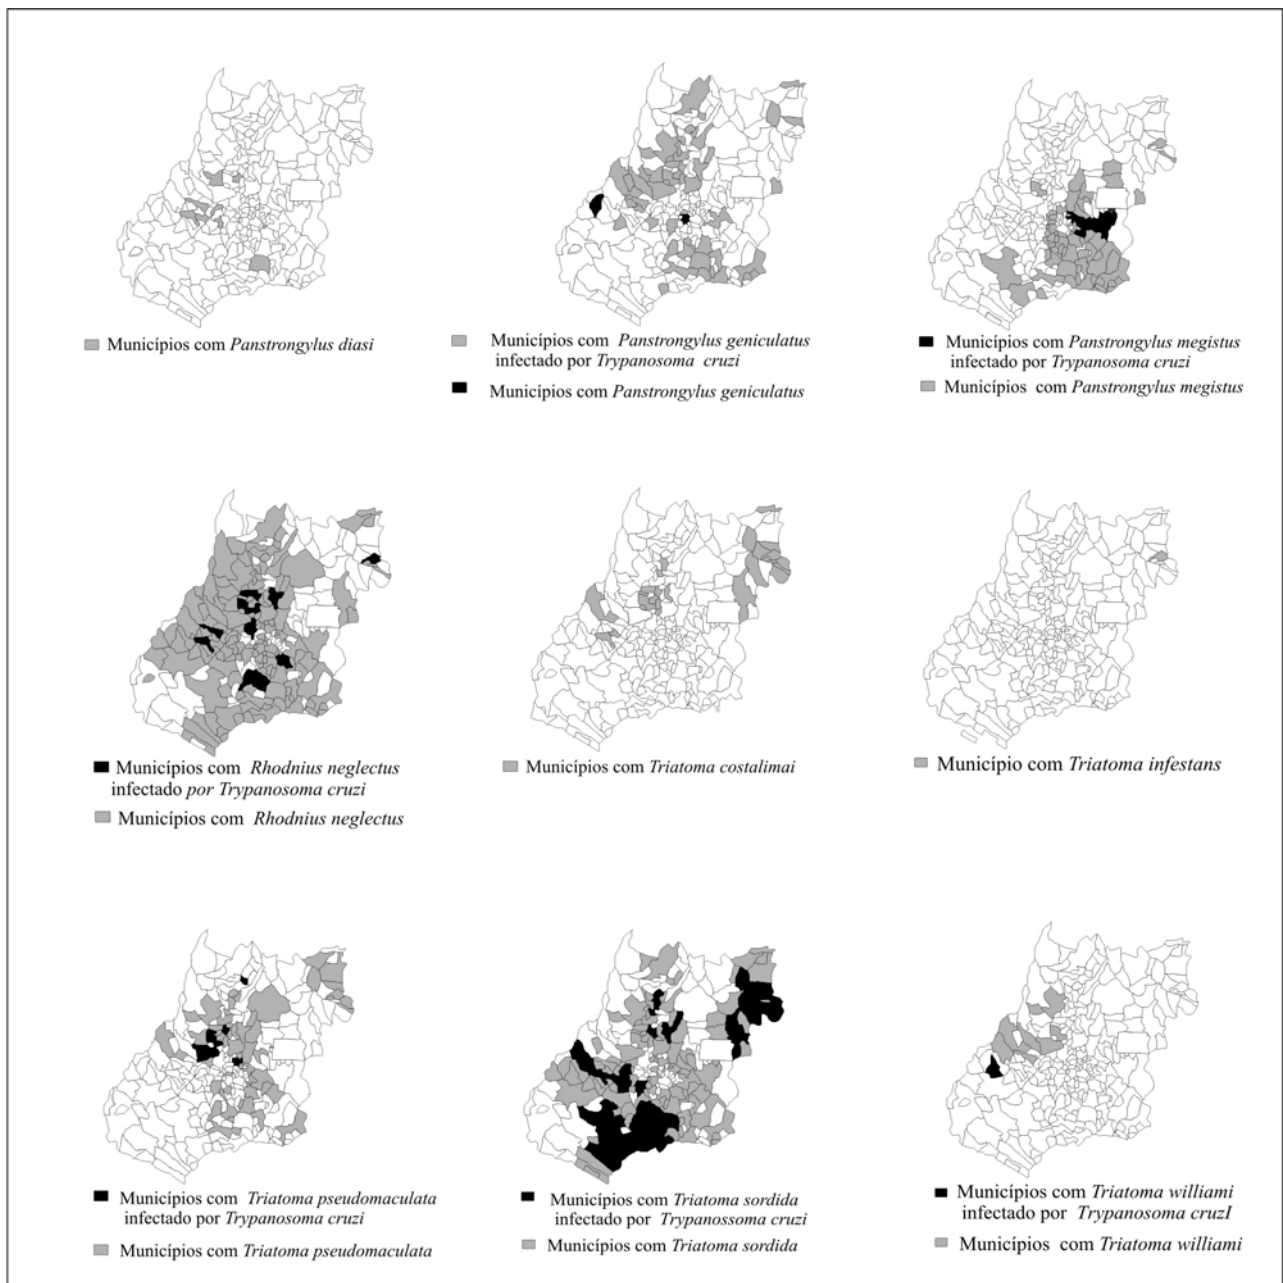 Municípios com Panstrongylus diasi
Municípios com Panstrongylus geniculatus
infectado por Trypanosoma cruzi
Municípios com Panstrongylus geniculatus
Municípios com Panstrongylus megistus
infectado por Trypanosoma cruzi
Municípios com Panstrongylus megistus
Municípios com Rhodnius neglectus
infectado por Trypanosoma cruzi
Municípios com Rhodnius neglectus
Municípios com Triatoma costalimai
Município com Triatoma infestans
Municípios com Triatoma pseudomaculata
infectado por Trypanosoma cruzi
Municípios com Triatoma pseudomaculata
Municípios com Triatoma sordida
infectado por Trypanossoma cruzi
Municípios com Triatoma sordida
Municípios com Triatoma williami
infectado por Trypanosoma cruzI
Municípios com Triatoma williami